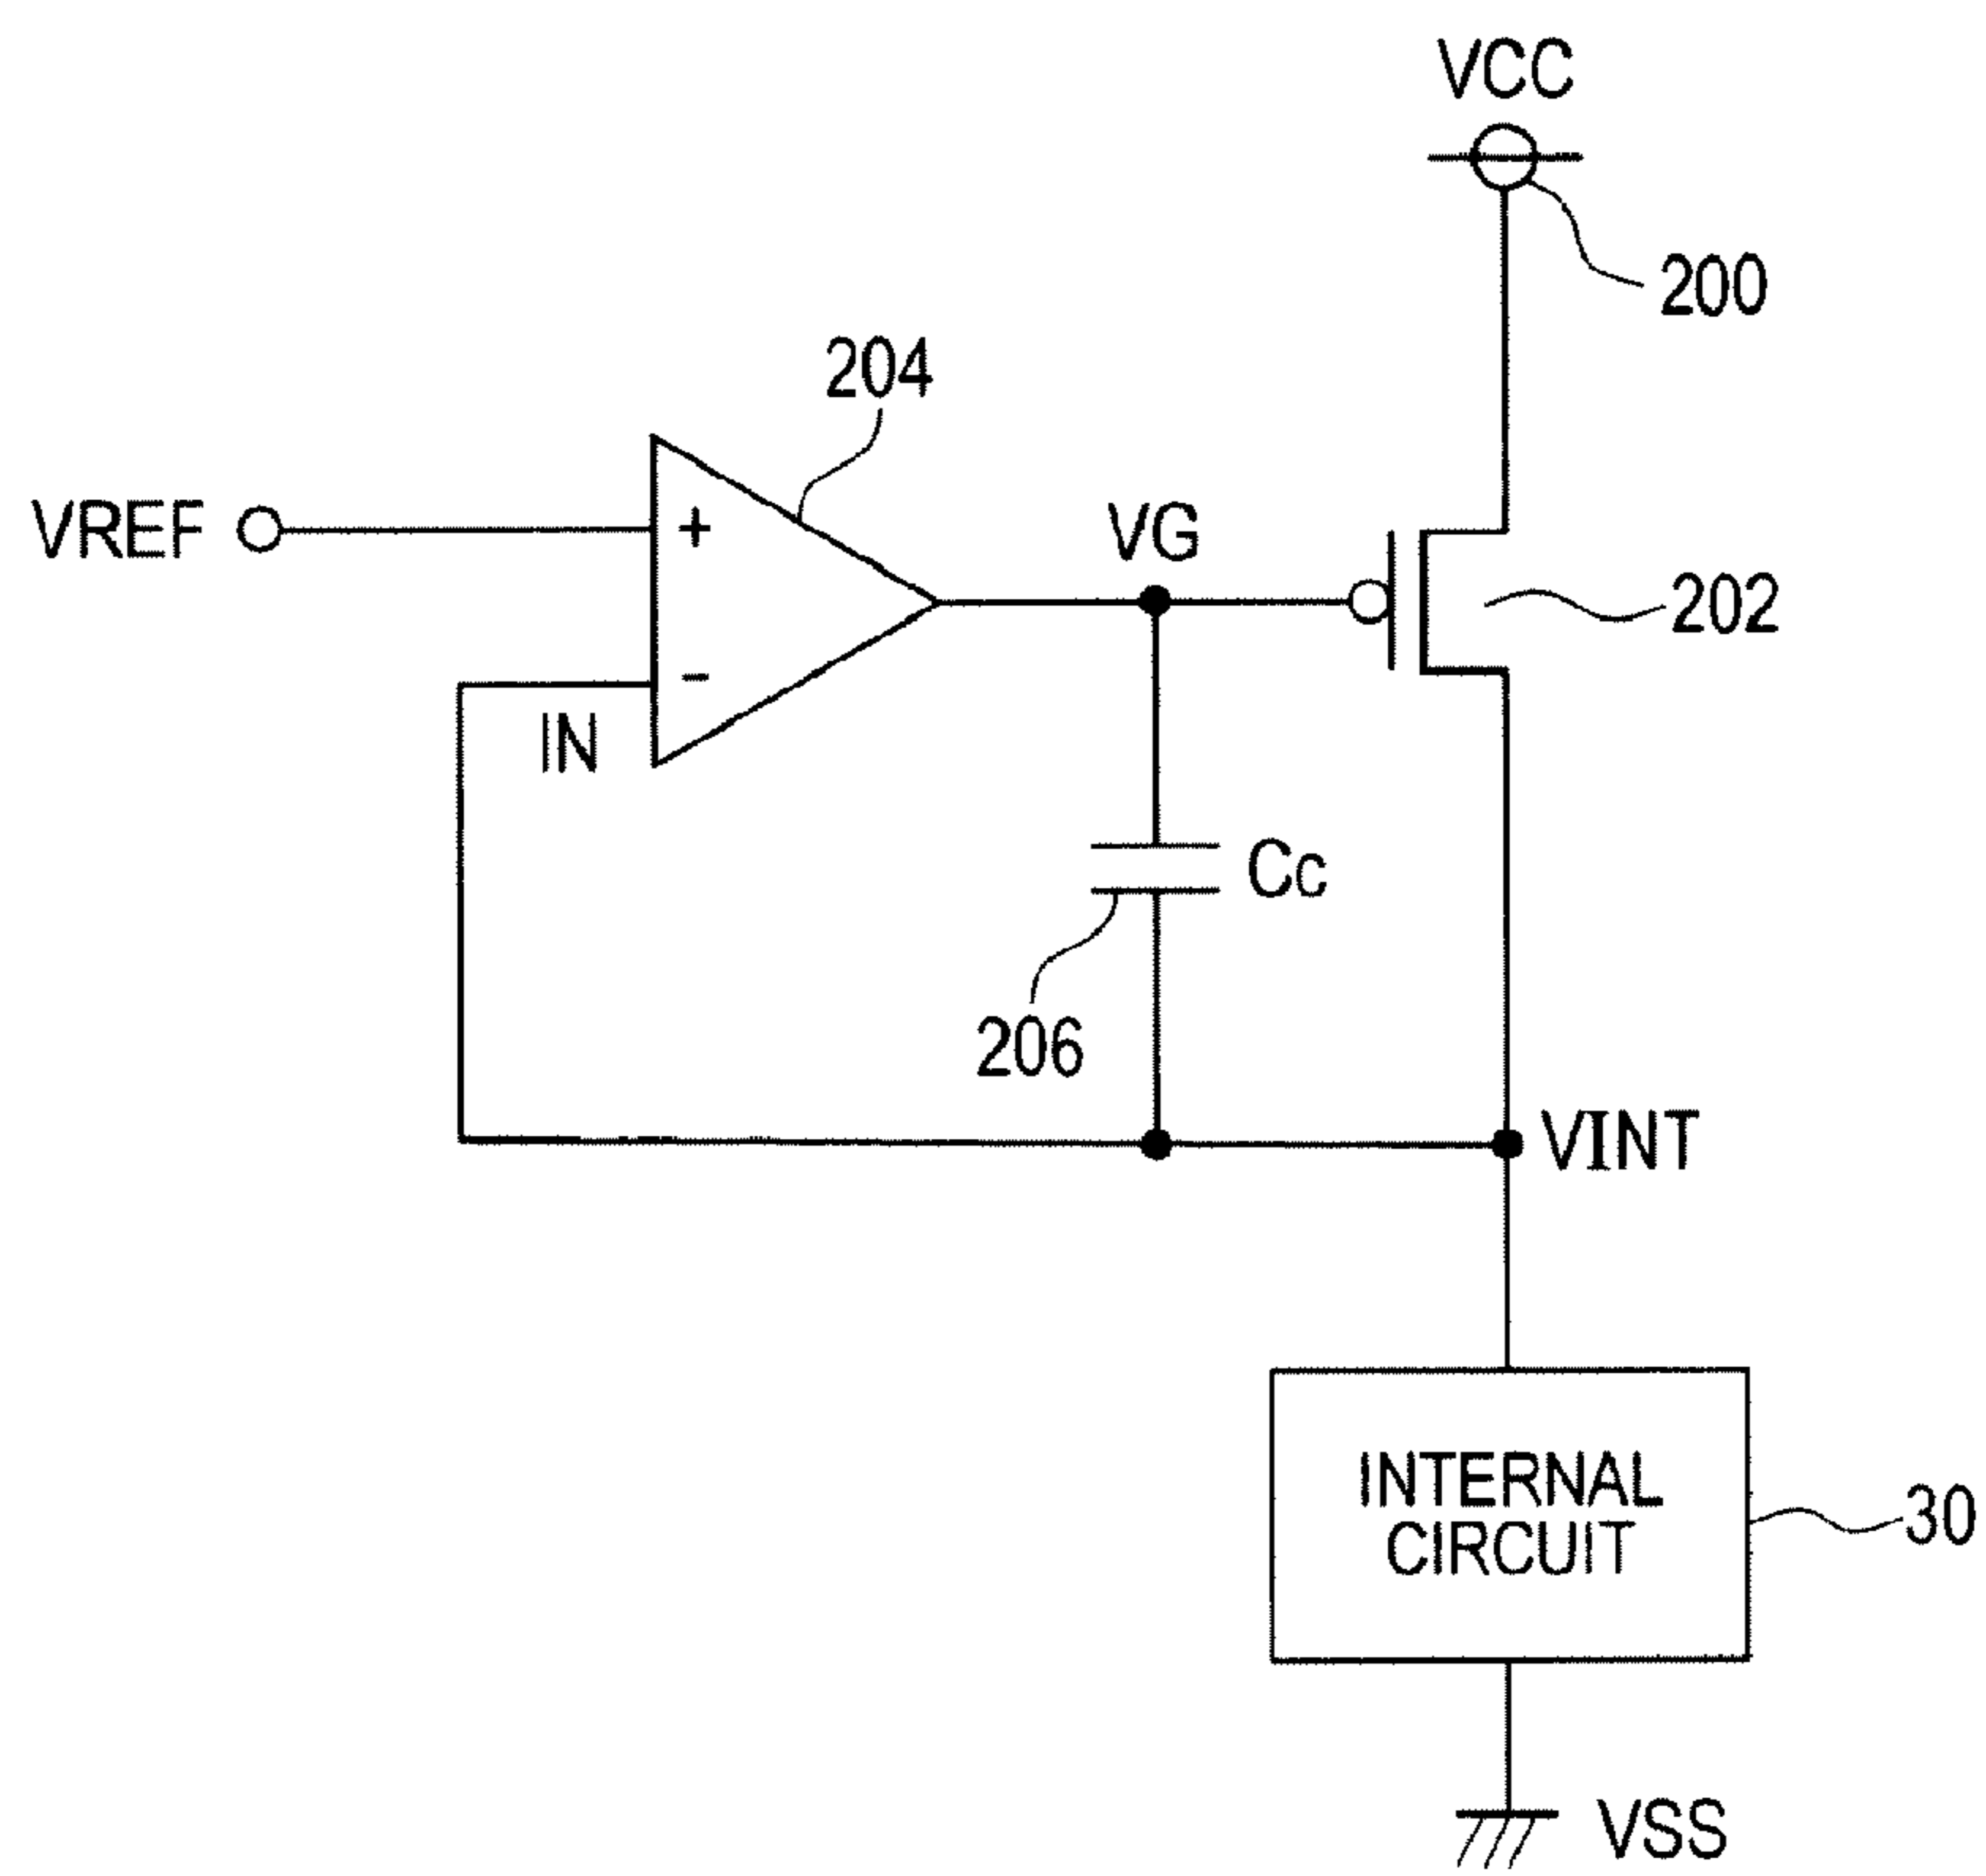 VCC
200
204
VREF
+
VG
202
-
IN
Cc
206
VINT
INTERNAL
CIRCUIT
30
VSS